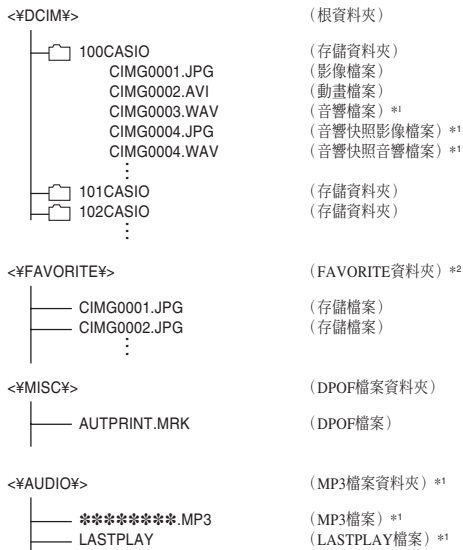 <¥DCIM¥> （根資料夾）
100CASIO （存儲資料夾）
CIMG0001.JPG （影像檔案）
CIMG0002.AVI （動畫檔案）
CIMG0003.WAV （音響檔案）*1
CIMG0004.JPG （音響快照影像檔案）*1
CIMG0004.WAV （音響快照音響檔案）*1
101CASIO （存儲資料夾）
102CASIO （存儲資料夾）
<¥FAVORITE¥> （FAVORITE資料夾）*2
CIMG0001.JPG （存儲檔案）
CIMG0002.JPG （存儲檔案）
<¥MISC¥> （DPOF檔案資料夾）
AUTPRINT.MRK （DPOF檔案）
<¥AUDIO¥> （MP3檔案資料夾）*1
✽✽✽✽✽✽✽✽.MP3 （MP3檔案）*1
LASTPLAY （LASTPLAY檔案）*1